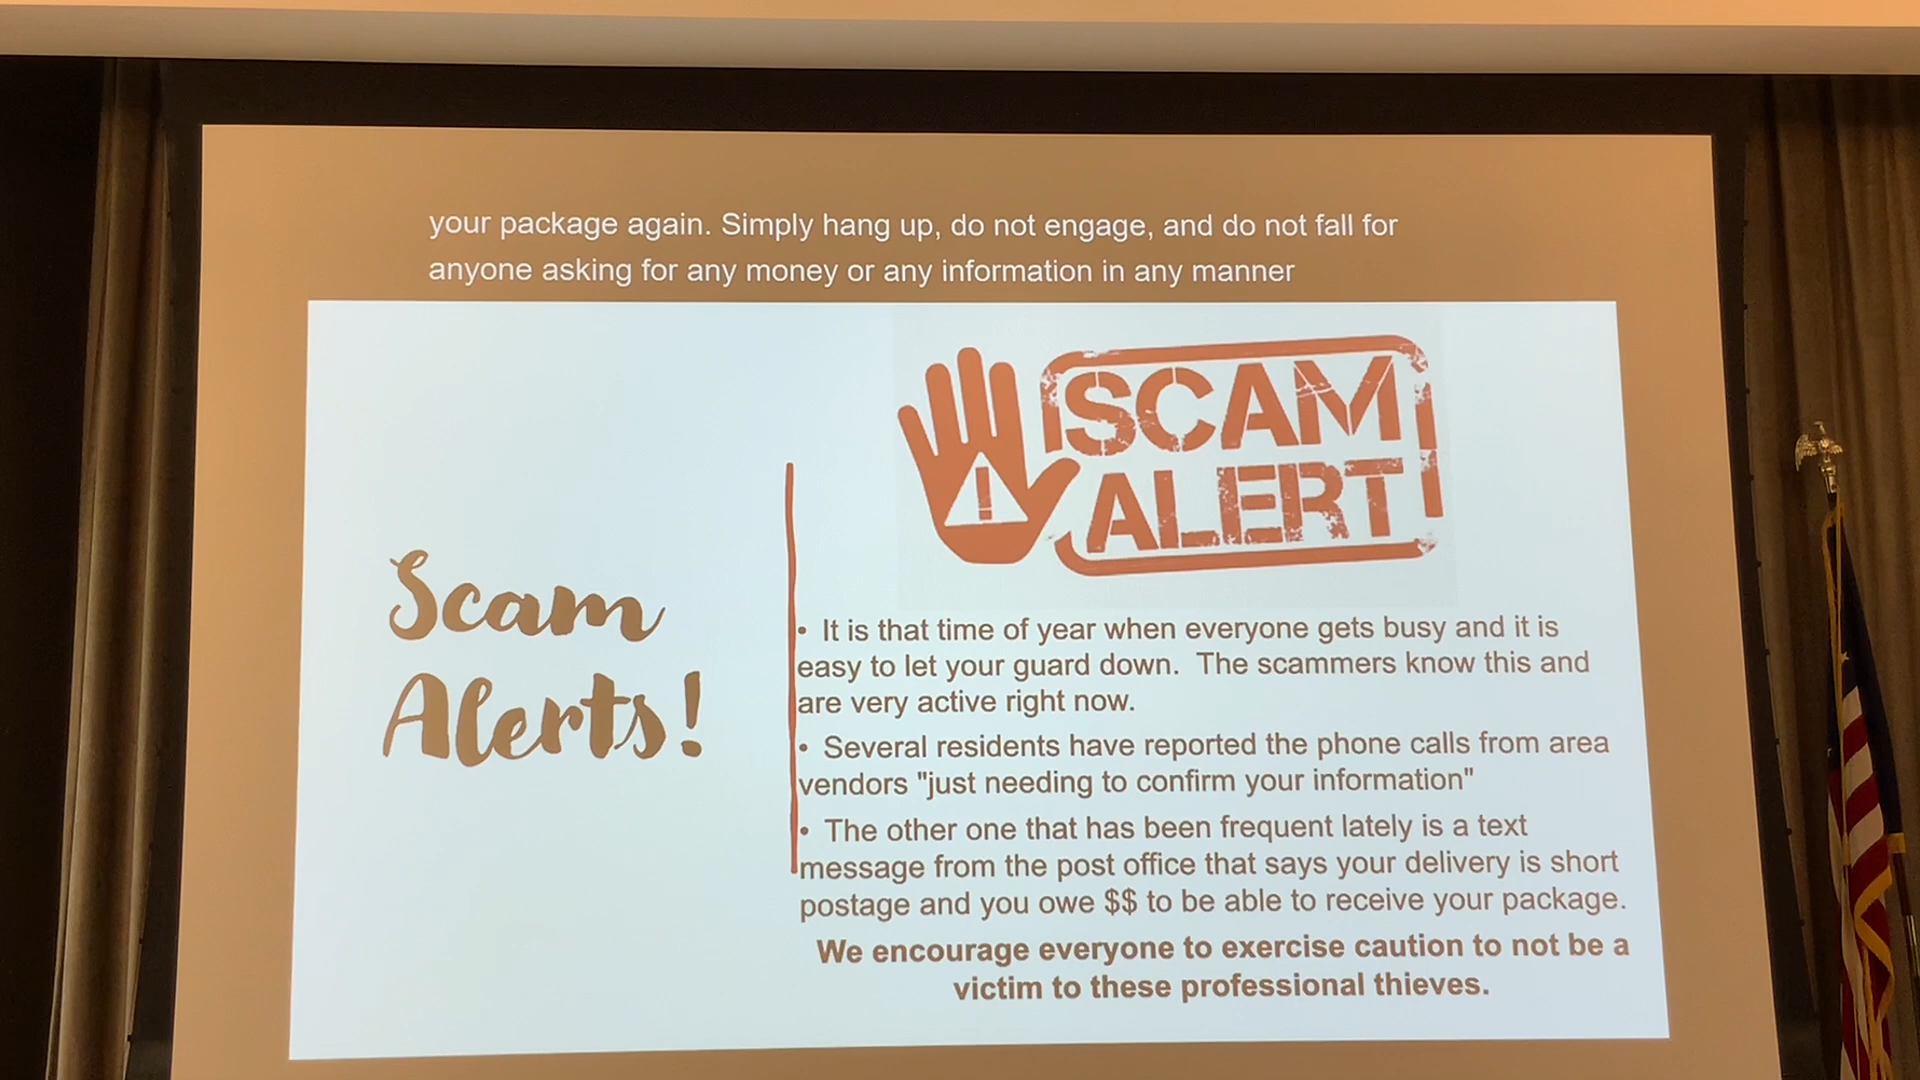 your package again. Simply hang up, do not engage, and do not fall for
anyone asking for any money or any information in any manner
SCAM
ALERT
Scam
Alerts!
• It is that time of year when everyone gets busy and it is
easy to let your guard down.  The scammers know this and
are very active right now.
• Several residents have reported the phone calls from area
vendors "just needing to confirm your information"
• The other one that has been frequent lately is a text
message from the post office that says your delivery is short
postage and you owe $$ to be able to receive your package.
We encourage everyone to exercise caution to not be a
victim to these professional thieves.